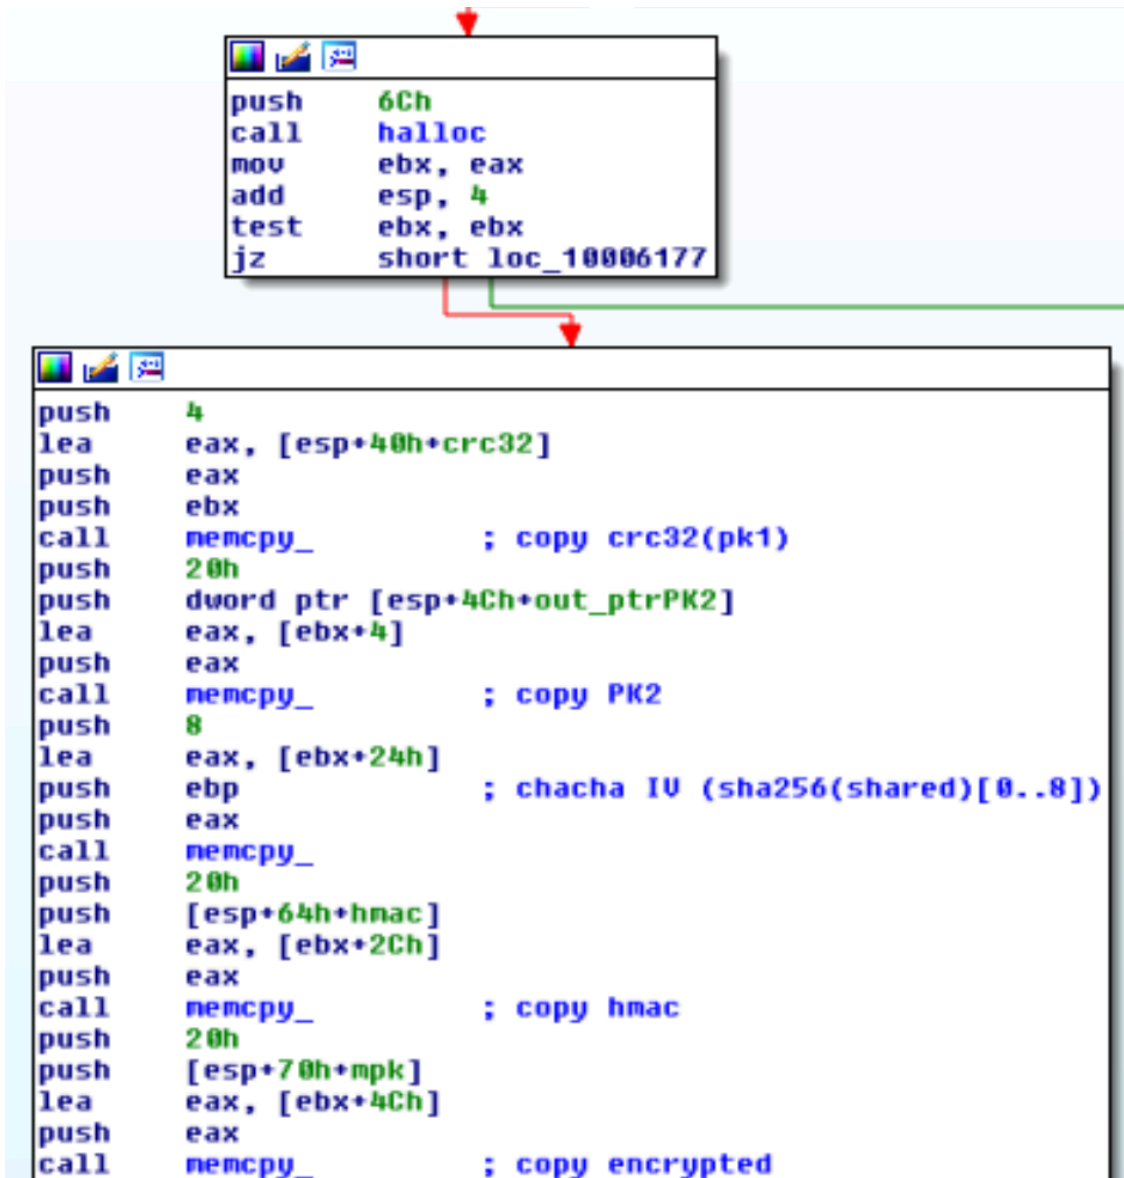 push 6Ch
call halloc
mov ebx, eax
add esp, 4
test ebx, ebx
jz short loc_10006177
push 4
lea eax, [esp+40h+crc32]
push eax
push ebx
call memcpy_ ; copy crc32(pk1)
push 20h
push dword ptr [esp+4Ch+out_ptrPK2]
lea eax, [ebx+4]
push eax
call memcpy_ ; copy PK2
push 8
lea eax, [ebx+24h]
push ebp ; chacha IV (sha256(shared)[0..8])
push eax
call memcpy_
push 20h
push [esp+64h+hmac]
lea eax, [ebx+2Ch]
push eax
call memcpy_ ; copy hmac
push 20h
push [esp+70h+mpk]
lea eax, [ebx+4Ch]
push eax
call memcpy_ ; copy encrypted